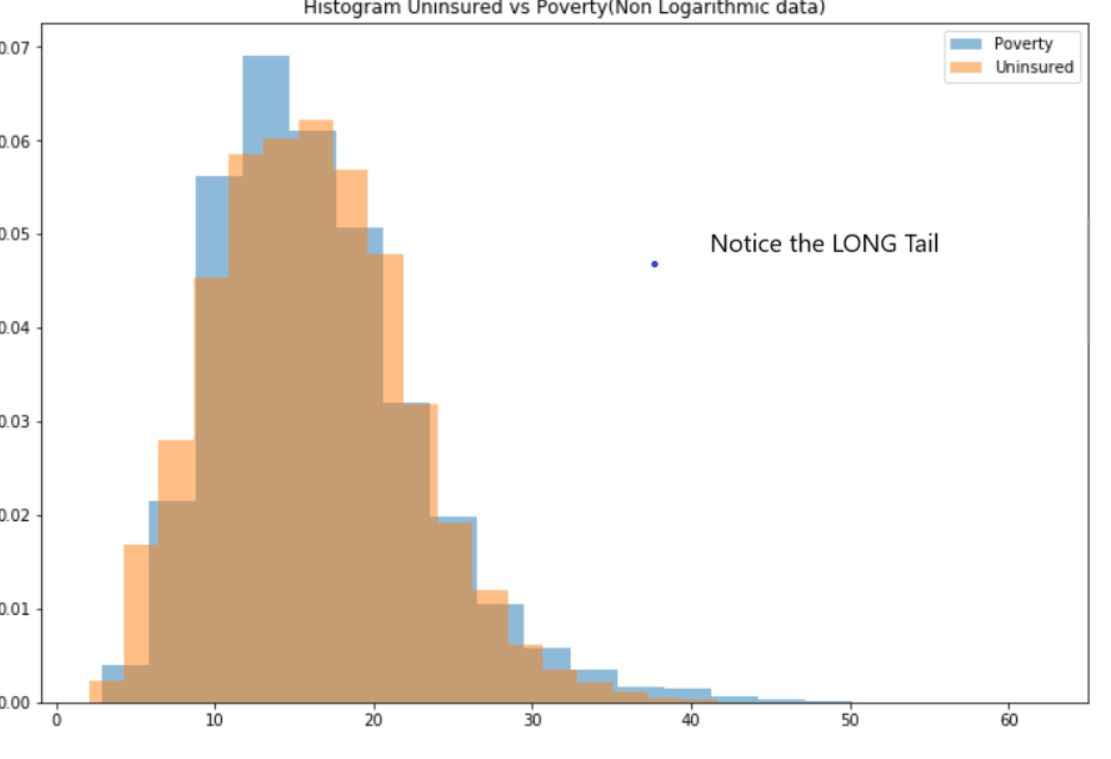 Histogram Uninsured vs Poverty(Non Logarithmic data)
Poverty
Uninsured
Notice the LONG Tail
0.07
0.06
0.05
0.04
0.03
0.02
0.01
0.00
0 10 20 30 40 50 60